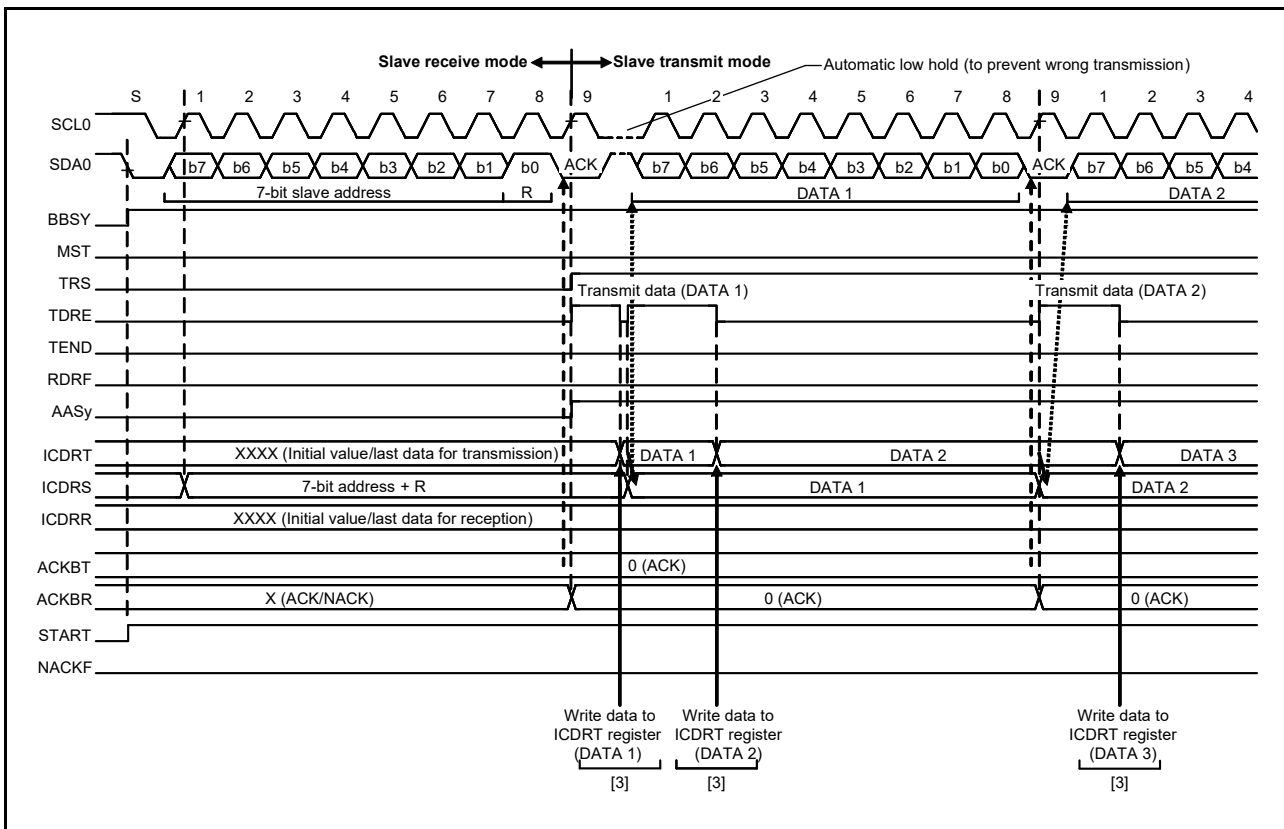 Slave receive mode Slave transmit mode
Automatic low hold (to prevent wrong transmission)
S 1 2 3 4 5 6 7 8 9 1 2 3 4 5 6 7 8 9 1 2 3 4
SCL0
SDA0 b7 b6 b5 b4 b3 b2 b1 b0 ACK b7 b6 b5 b4 b3 b2 b1 b0 ACK b7 b6 b5 b4
7-bit slave address R DATA 1 DATA 2
BBSY
MST
TRS
Transmit data (DATA 1) Transmit data (DATA 2)
TDRE
TEND
RDRF
AASy
ICDRT XXXX (Initial value/last data for transmission) DATA 1 DATA 2 DATA 3
ICDRS 7-bit address + R DATA 1 DATA 2
ICDRR XXXX (Initial value/last data for reception)
ACKBT 0 (ACK)
ACKBR X (ACK/NACK) 0 (ACK) 0 (ACK)
START
NACKF
Write data to Write data to Write data to
ICDRT register ICDRT register ICDRT register
(DATA 1) (DATA 2) (DATA 3)
[3] [3] [3]